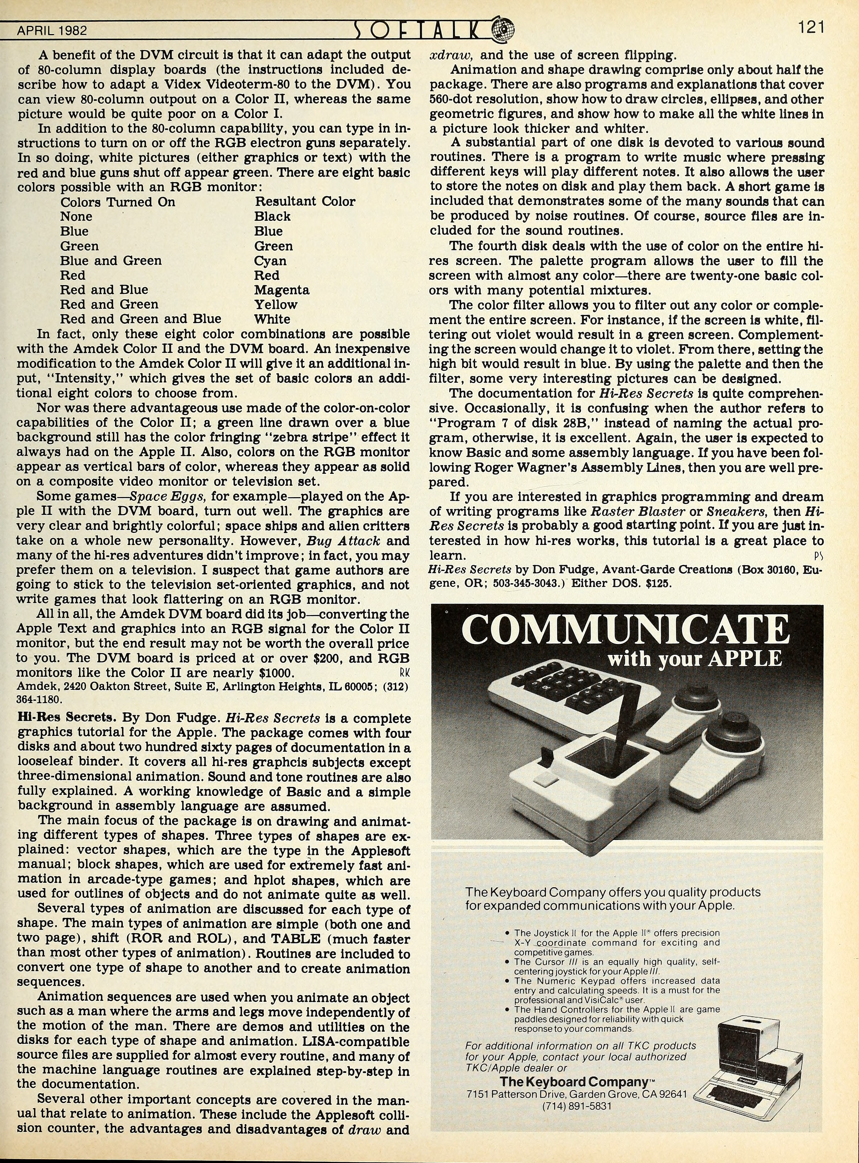 APRIL 1982
SOFTALK
121
A benefit of the DVM circuit is that it can adapt the output
of 80-column display boards (the instructions included de-
scribe how to adapt a Videx Videoterm-80 to the DVM). You
can view 80-column outpout on a Color II, whereas the same
picture would be quite poor on a Color I.
In addition to the 80-column capability, you can type in in-
structions to turn on or off the RGB electron guns separately.
In so doing, white pictures (either graphics or text) with the
red and blue guns shut off appear green. There are eight basic
colors possible with an RGB monitor:
Colors Turned On Resultant Color
None Black
Blue Blue
Green Green
Blue and Green Cyan
Red Red
Red and Blue Magenta
Red and Green Yellow
Red and Green and Blue White
In fact, only these eight color combinations are possible
with the Amdek Color II and the DVM board. An inexpensive
modification to the Amdek Color II will give it an additional in-
put, "Intensity," which gives the set of basic colors an addi-
tional eight colors to choose from.
Nor was there advantageous use made of the color-on-color
capabilities of the Color II; a green line drawn over a blue
background still has the color fringing "zebra stripe" effect it
always had on the Apple II. Also, colors on the RGB monitor
appear as vertical bars of color, whereas they appear as solid
on a composite video monitor or television set.
Some games—Space Eggs, for example—played on the Ap-
ple II with the DVM board, turn out well. The graphics are
very clear and brightly colorful; space ships and alien critters
take on a whole new personality. However, Bug Attack and
many of the hi-res adventures didn't improve; in fact, you may
prefer them on a television. I suspect that game authors are
going to stick to the television set-oriented graphics, and not
write games that look flattering on an RGB monitor.
All in all, the Amdek DVM board did its job—converting the
Apple Text and graphics into an RGB signal for the Color II
monitor, but the end result may not be worth the overall price
to you. The DVM board is priced at or over $200, and RGB
monitors like the Color II are nearly $1000. RK
Amdek, 2420 Oakton Street, Suite E, Arlington Heights, IL 60005; (312)
364-1180.
Hi-Res Secrets. By Don Fudge. Hi-Res Secrets is a complete
graphics tutorial for the Apple. The package comes with four
disks and about two hundred sixty pages of documentation in a
looseleaf binder. It covers all hi-res graphcis subjects except
three-dimensional animation. Sound and tone routines are also
fully explained. A working knowledge of Basic and a simple
background in assembly language are assumed.
The main focus of the package is on drawing and animat-
ing different types of shapes. Three types of shapes are ex-
plained: vector shapes, which are the type in the Applesoft
manual; block shapes, which are used for extremely fast ani-
mation in arcade-type games; and hplot shapes, which are
used for outlines of objects and do not animate quite as well.
Several types of animation are discussed for each type of
shape. The main types of animation are simple (both one and
two page), shift (ROR and ROL), and TABLE (much faster
than most other types of animation). Routines are included to
convert one type of shape to another and to create animation
sequences.
Animation sequences are used when you animate an object
such as a man where the arms and legs move independently of
the motion of the man. There are demos and utilities on the
disks for each type of shape and animation. LISA-compatible
source files are supplied for almost every routine, and many of
the machine language routines are explained step-by-step in
the documentation.
Several other important concepts are covered in the man-
ual that relate to animation. These include the Applesoft colli-
sion counter, the advantages and disadvantages of draw and
xdraw, and the use of screen flipping.
Animation and shape drawing comprise only about half the
package. There are also programs and explanations that cover
560-dot resolution, show how to draw circles, ellipses, and other
geometric figures, and show how to make all the white lines in
a picture look thicker and whiter.
A substantial part of one disk is devoted to various sound
routines. There is a program to write music where pressing
different keys will play different notes. It also allows the user
to store the notes on disk and play them back. A short game is
included that demonstrates some of the many sounds that can
be produced by noise routines. Of course, source files are in-
cluded for the sound routines.
The fourth disk deals with the use of color on the entire hi-
res screen. The palette program allows the user to fill the
screen with almost any color—there are twenty-one basic col-
ors with many potential mixtures.
The color filter allows you to filter out any color or comple-
ment the entire screen. For instance, if the screen is white, fil-
tering out violet would result in a green screen. Complement-
ing the screen would change it to violet. From there, setting the
high bit would result in blue. By using the palette and then the
filter, some very interesting pictures can be designed.
The documentation for Hi-Res Secrets is quite comprehen-
sive. Occasionally, it is confusing when the author refers to
"Program 7 of disk 28B," instead of naming the actual pro-
gram, otherwise, it is excellent. Again, the user is expected to
know Basic and some assembly language. If you have been fol-
lowing Roger Wagner's Assembly Lines, then you are well pre-
pared.
If you are interested in graphics programming and dream
of writing programs like Raster Blaster or Sneakers, then Hi-
Res Secrets is probably a good starting point. If you are just in-
terested in how hi-res works, this tutorial is a great place to
learn. PS
Hi-Res Secrets by Don Fudge, Avant-Garde Creations (Box 30160, Eu-
gene, OR; 503-345-3043.) Either DOS. $125.
COMMUNICATE
with your APPLE
The Keyboard Company offers you quality products
for expanded communications with your Apple.
• The Joystick II for the Apple II® offers precision
X-Y coordinate command for exciting and
competitive games.
• The Cursor /// is an equally high quality, self-
centering joystick for your Apple ///.
• The Numeric Keypad offers increased data
entry and calculating speeds. It is a must for the
professional and VisiCalc® user.
• The Hand Controllers for the Apple II are game
paddles designed for reliability with quick
response to your commands.
For additional information on all TKC products
for your Apple, contact your local authorized
TKC/Apple dealer or
The Keyboard Company™
7151 Patterson Drive, Garden Grove, CA 92641
(714) 891-5831